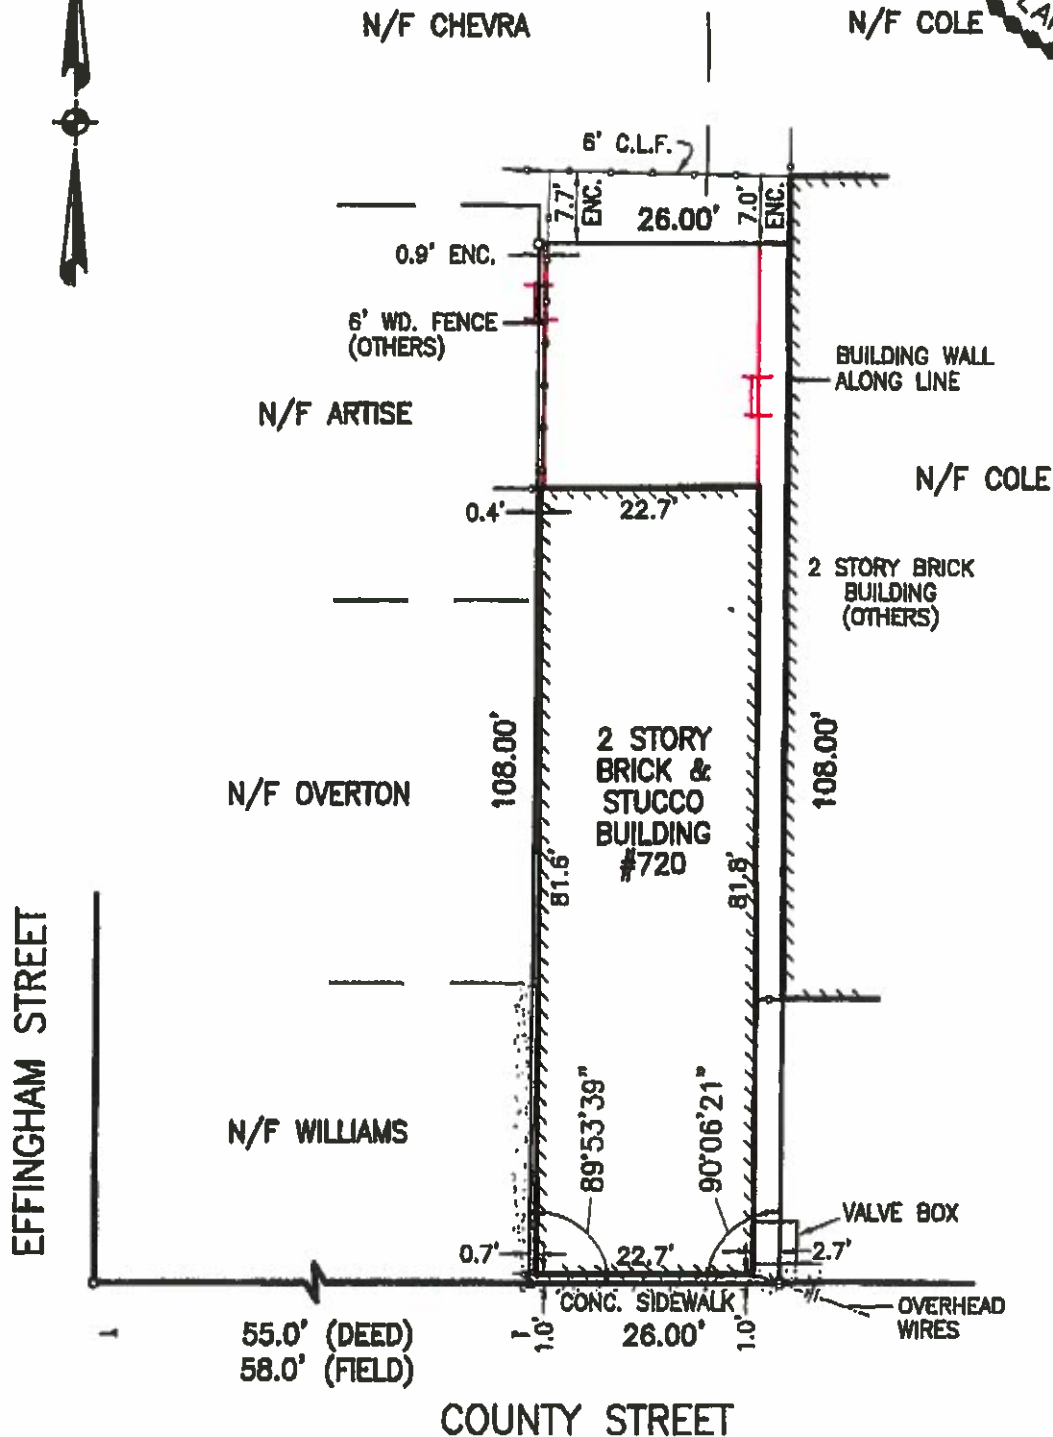 N/F CHEVRA
N/F COLE
6' C.L.F.
7.7'
ENC.
26.00'
7.0'
ENC.
0.9' ENC.
6' WD. FENCE
(OTHERS)
BUILDING WALL
ALONG LINE
N/F ARTISE
N/F COLE
0.4'
22.7'
2 STORY BRICK
BUILDING
(OTHERS)
108.00'
2 STORY
BRICK &
STUCCO
BUILDING
#720
108.00'
N/F OVERTON
81.6'
81.6'
EFFINGHAM STREET
N/F WILLIAMS
89°53'39"
90°06'21"
VALVE BOX
0.7'
22.7'
2.7'
CONC. SIDEWALK
OVERHEAD
WIRES
55.0' (DEED)
58.0' (FIELD)
1.0'
26.00'
1.0'
COUNTY STREET